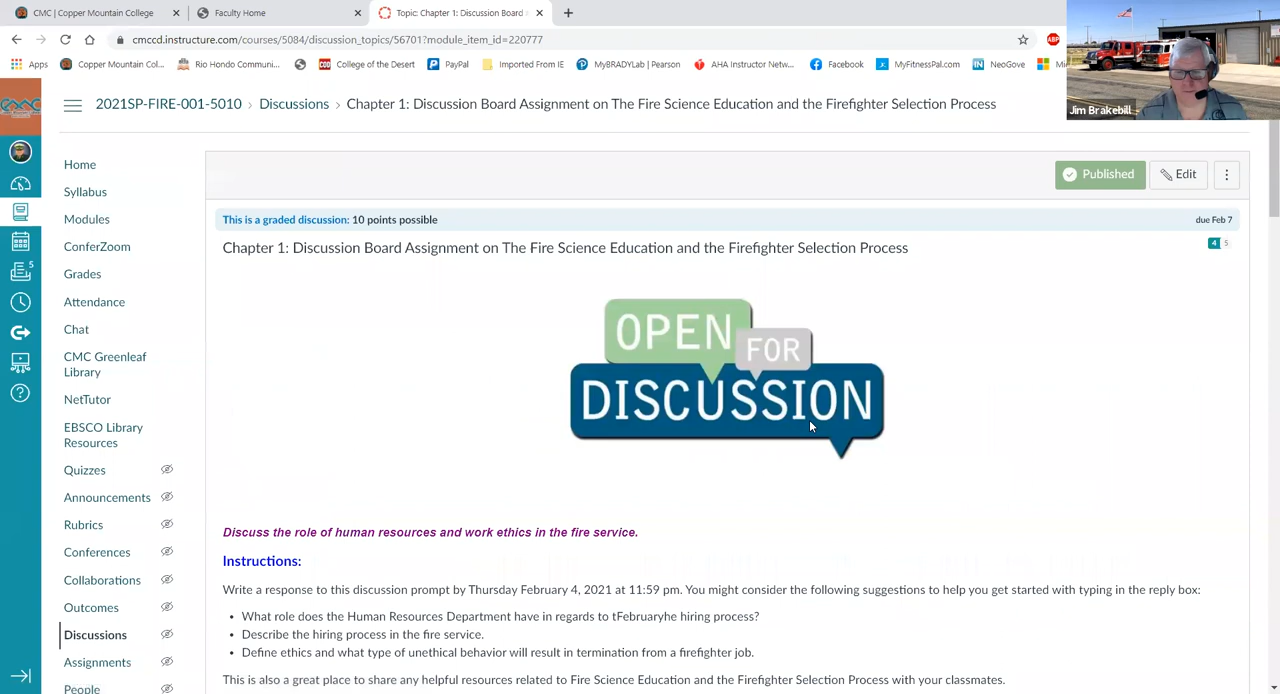 CMC | Copper Mountain College
Faculty Home
Topic: Chapter 1: Discussion Board
cmccd.instructure.com/courses/5084/discussion_topics/56701?module_item_id=220777
ABP
Apps
Copper Mountain Col...
Rio Hondo Communi...
COD
College of the Desert
PayPal
Imported From IE
MyBRADYLab | Pearson
AHA Instructor Netw...
Facebook
MyFitnessPal.com
NeoGov
Mi
Jim Brakebill
CMC
2021SP-FIRE-001-5010 › Discussions › Chapter 1: Discussion Board Assignment on The Fire Science Education and the Firefighter Selection Process
Home
Syllabus
Modules
ConferZoom
Grades
Attendance
Chat
CMC Greenleaf
Library
NetTutor
EBSCO Library
Resources
Quizzes
Announcements
Rubrics
Conferences
Collaborations
Outcomes
Discussions
Assignments
People
5
Published
Edit
This is a graded discussion: 10 points possible
due Feb 7
Chapter 1: Discussion Board Assignment on The Fire Science Education and the Firefighter Selection Process
4 5
OPEN
FOR
DISCUSSION
Discuss the role of human resources and work ethics in the fire service.
Instructions:
Write a response to this discussion prompt by Thursday February 4, 2021 at 11:59 pm. You might consider the following suggestions to help you get started with typing in the reply box:
• What role does the Human Resources Department have in regards to tFebruaryhe hiring process?
• Describe the hiring process in the fire service.
• Define ethics and what type of unethical behavior will result in termination from a firefighter job.
This is also a great place to share any helpful resources related to Fire Science Education and the Firefighter Selection Process with your classmates.